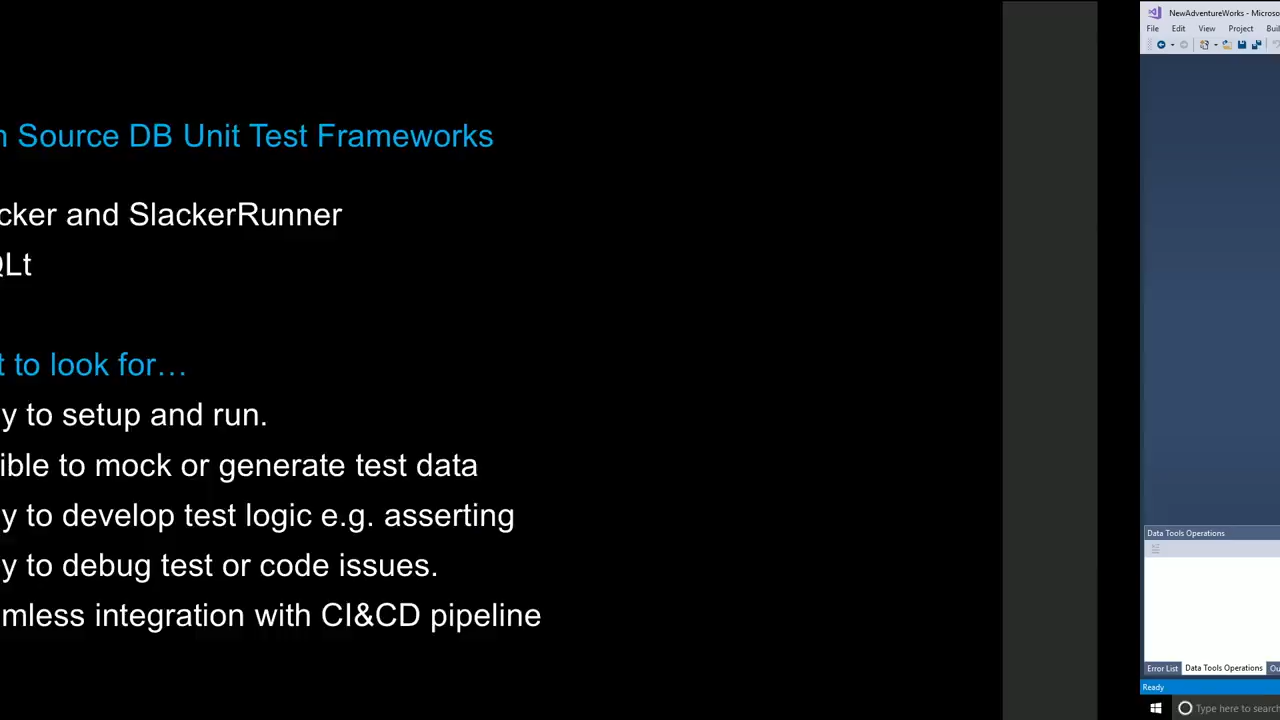 n Source DB Unit Test Frameworks
cker and SlackerRunner
QLt
t to look for...
y to setup and run.
ible to mock or generate test data
y to develop test logic e.g. asserting
y to debug test or code issues.
mless integration with CI&CD pipeline
NewAdventureWorks - Microso
File Edit View Project Buil
Data Tools Operations
Error List Data Tools Operations Ou
Ready
Type here to search